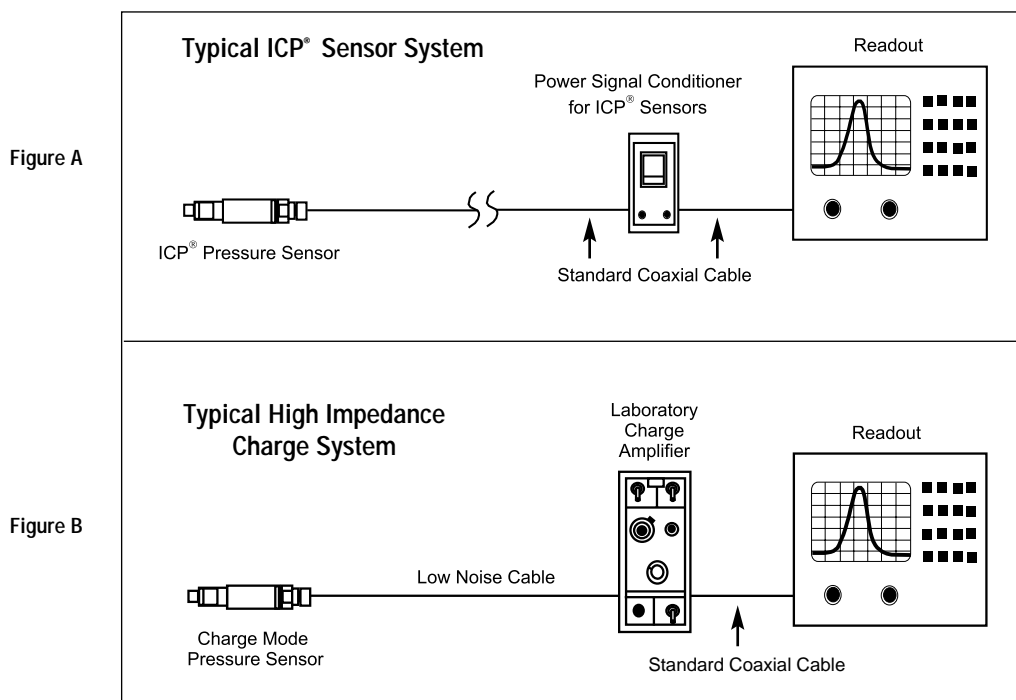 Typical ICP® Sensor System
Readout
Power Signal Conditioner
for ICP® Sensors
Figure A
ICP® Pressure Sensor
Standard Coaxial Cable
Typical High Impedance
Charge System
Laboratory
Charge
Amplifier
Readout
Figure B
Low Noise Cable
Charge Mode
Pressure Sensor
Standard Coaxial Cable